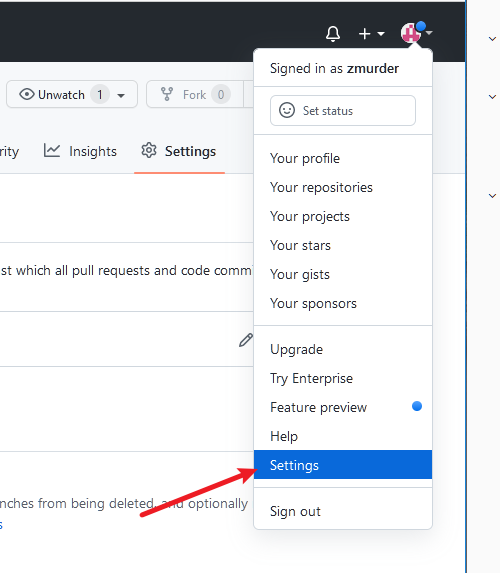 Signed in as zmurder
Unwatch 1
Fork 0
Set status
rity
Insights
Settings
Your profile
Your repositories
Your projects
Your stars
st which all pull requests and code comm
Your gists
Your sponsors
Upgrade
Try Enterprise
Feature preview
Help
Settings
nches from being deleted, and optionally
Sign out
s